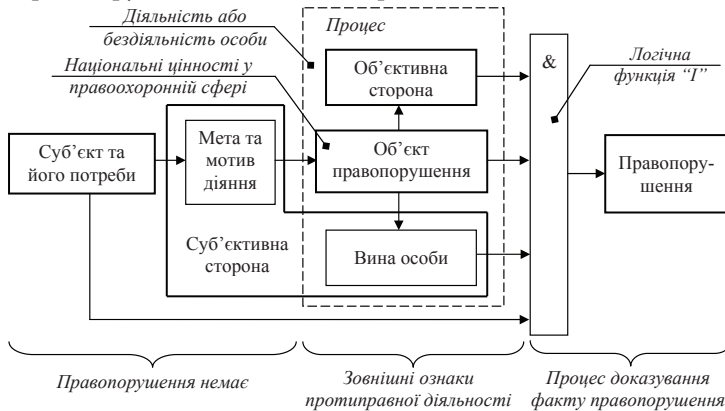 Діяльність або
бездіяльність особи
Процес
Національні цінності у
правоохоронній сфері
Об’єктивна
сторона
&
Логічна
функція “І”
Суб’єкт та
його потреби
Мета та
мотив
діяння
Об’єкт
правопорушення
Правопору-
шення
Суб’єктивна
сторона
Вина особи
Правопорушення немає
Зовнішні ознаки
протиправної діяльності
Процес доказування
факту правопорушення